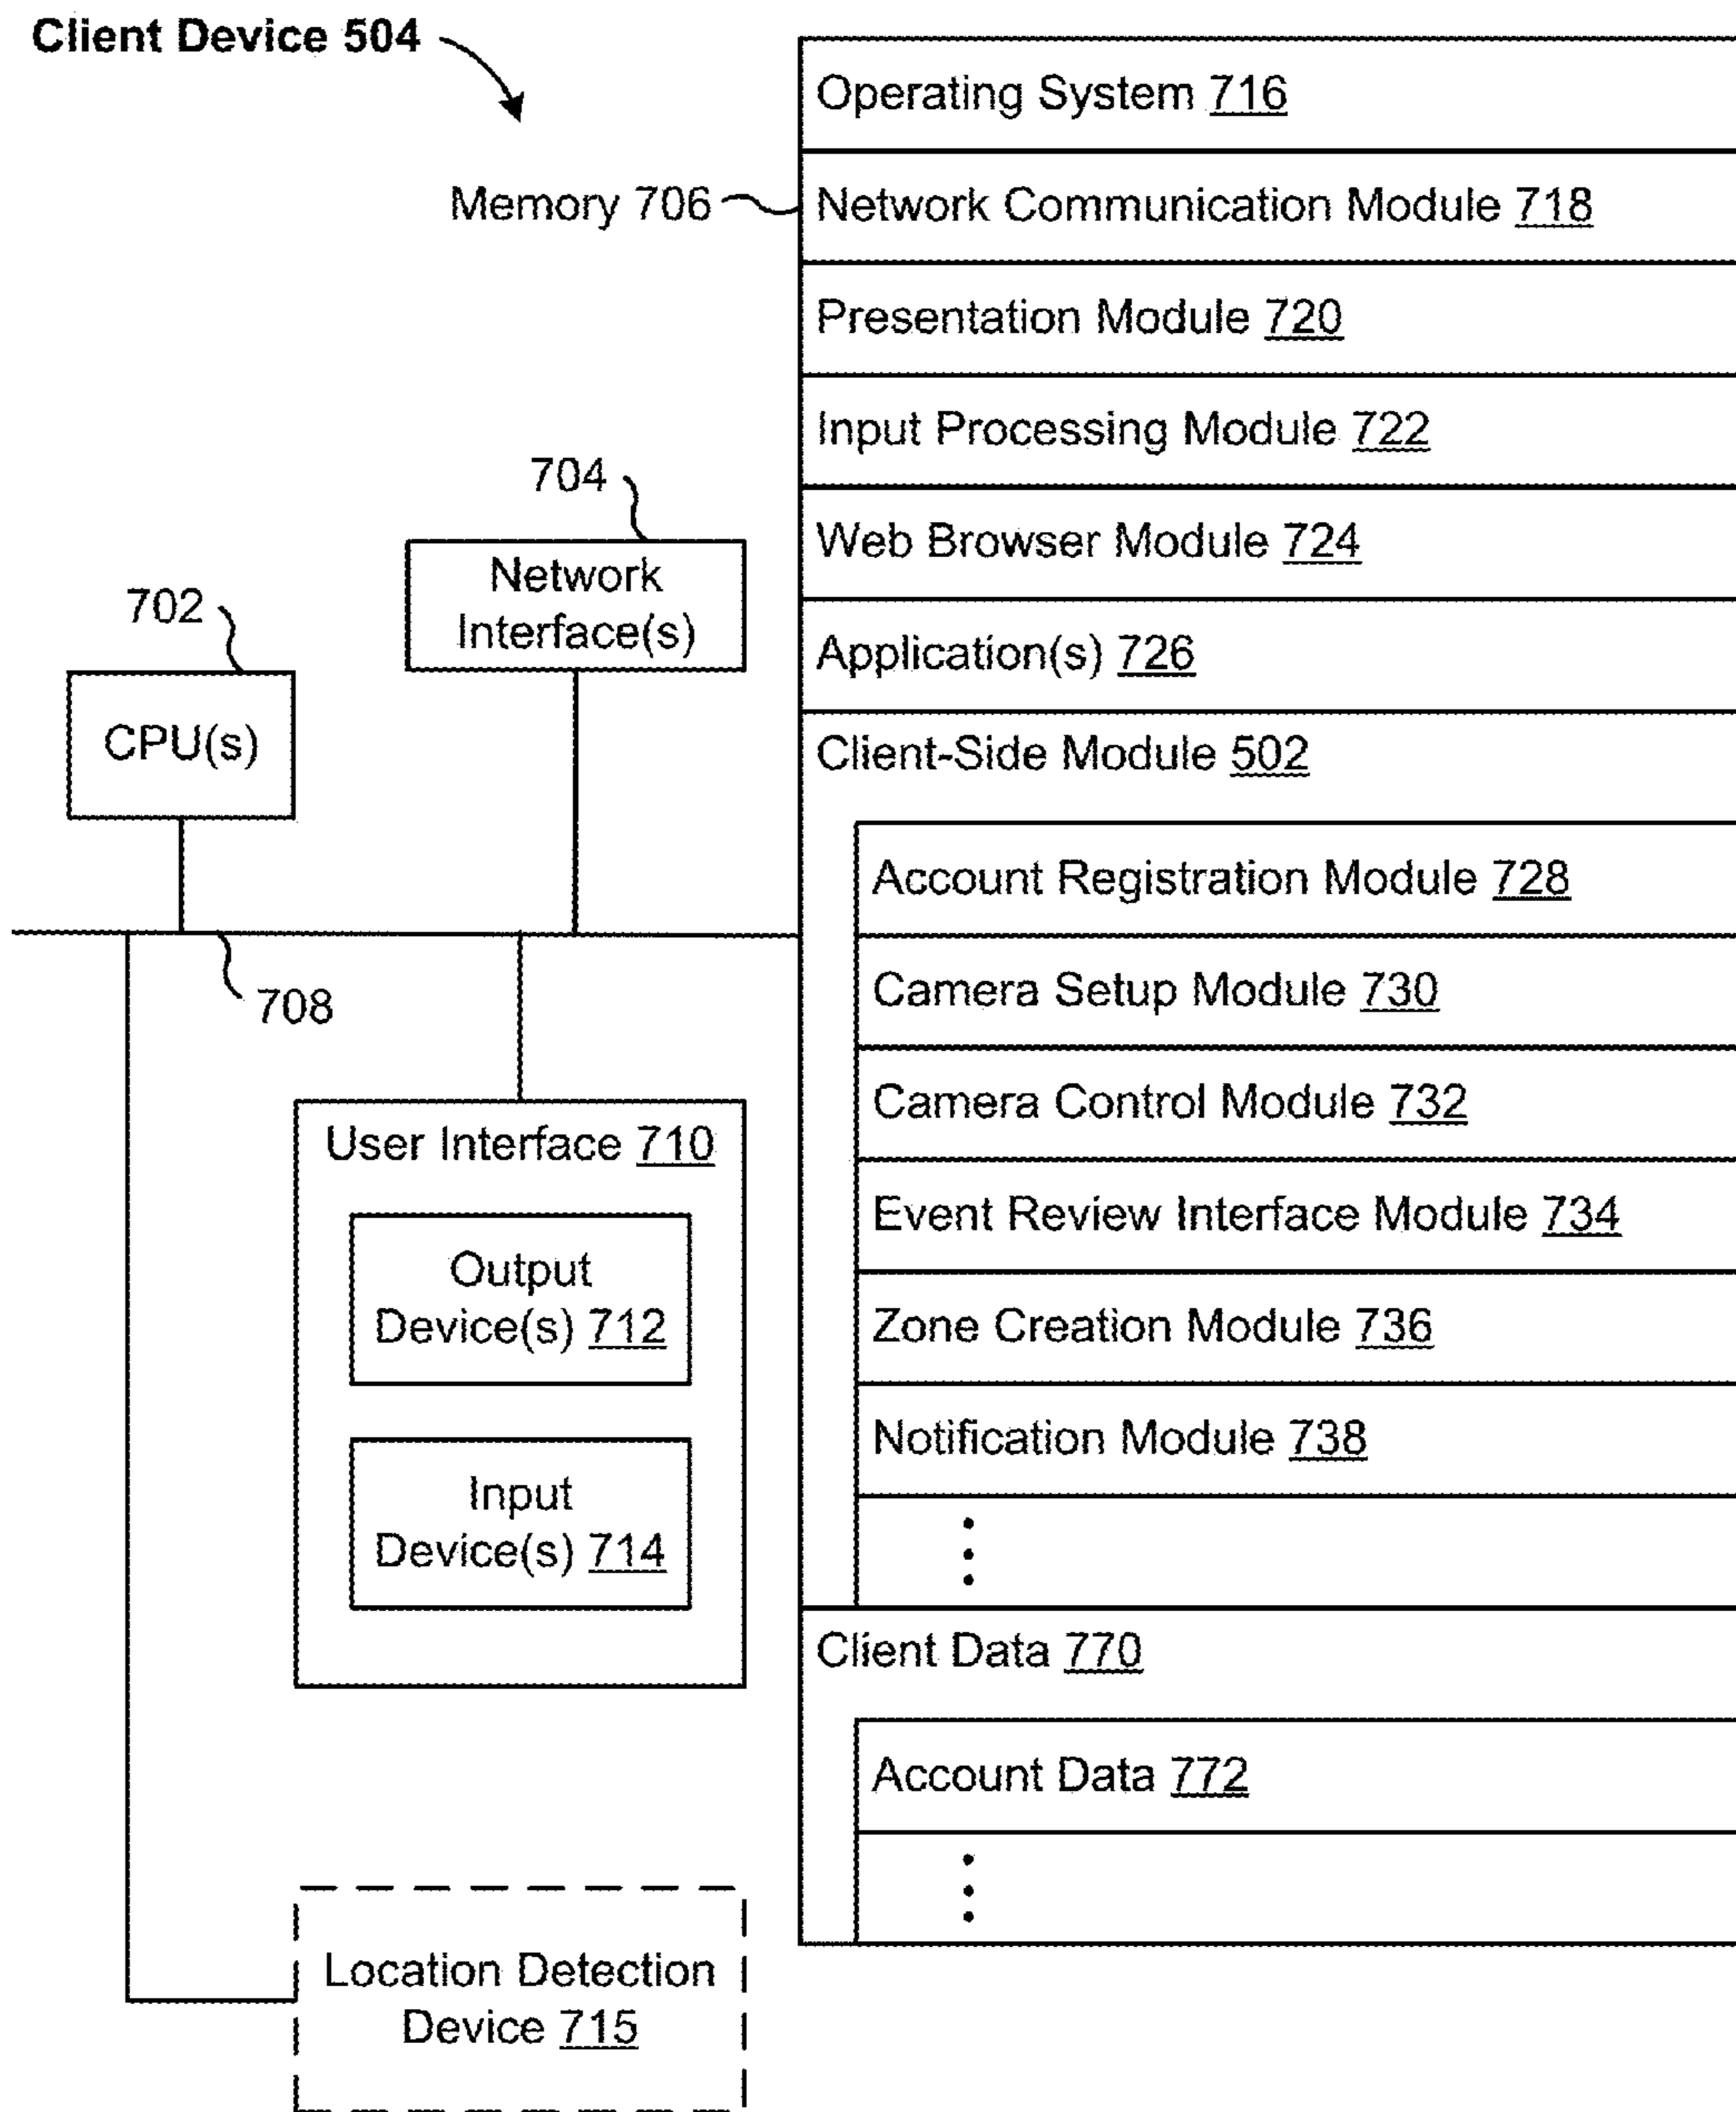 Client Device 504
Memory 706
Operating System 716
Network Communication Module 718
Presentation Module 720
Input Processing Module 722
Web Browser Module 724
Application(s) 726
Client-Side Module 502
Account Registration Module 728
Camera Setup Module 730
Camera Control Module 732
Event Review Interface Module 734
Zone Creation Module 736
Notification Module 738
Client Data 770
Account Data 772
704
Network
Interface(s)
702
CPU(s)
708
User Interface 710
Output
Device(s) 712
Input
Device(s) 714
Location Detection
Device 715